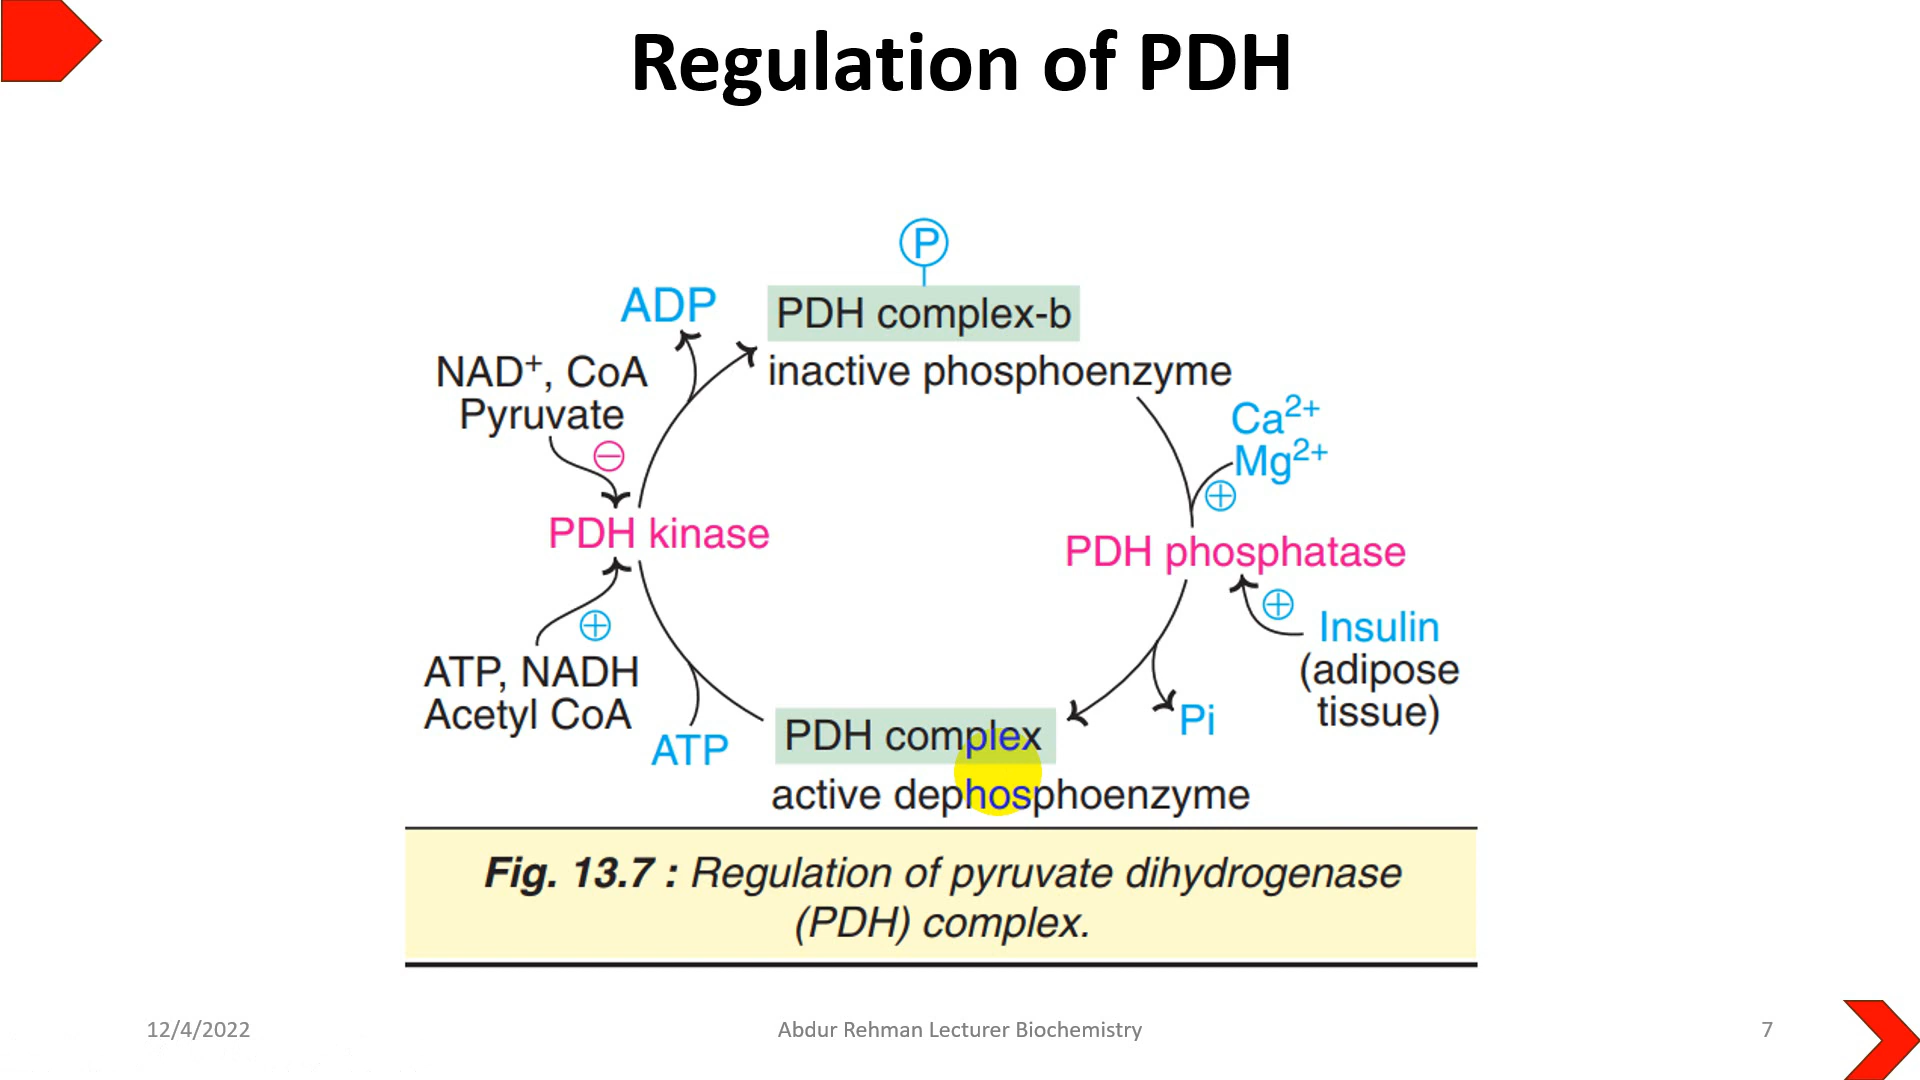 Regulation of PDH
P
ADP
PDH complex-b
inactive phosphoenzyme
NAD⁺, CoA
Pyruvate
⊖
Ca²⁺
Mg²⁺
⊕
PDH kinase
PDH phosphatase
⊕
⊕
Insulin
(adipose
tissue)
ATP, NADH
Acetyl CoA
ATP
Pi
PDH complex
active dephosphoenzyme
Fig. 13.7 : Regulation of pyruvate dihydrogenase
(PDH) complex.
12/4/2022
Abdur Rehman Lecturer Biochemistry
7